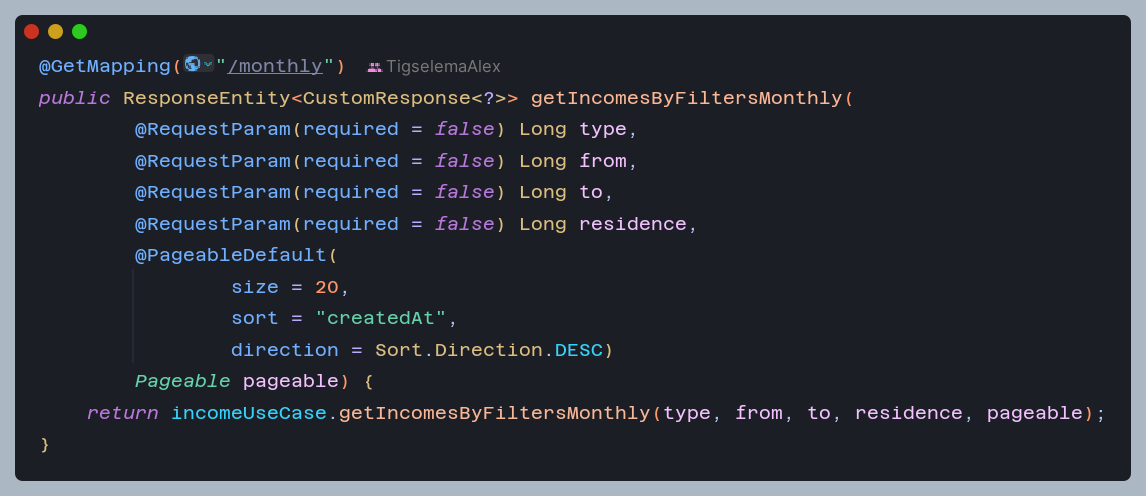 @GetMapping("/monthly") TigselemaAlex
public ResponseEntity<CustomResponse<?>> getIncomesByFiltersMonthly(
@RequestParam(required = false) Long type,
@RequestParam(required = false) Long from,
@RequestParam(required = false) Long to,
@RequestParam(required = false) Long residence,
@PageableDefault(
size = 20,
sort = "createdAt",
direction = Sort.Direction.DESC)
Pageable pageable) {
return incomeUseCase.getIncomesByFiltersMonthly(type, from, to, residence, pageable);
}